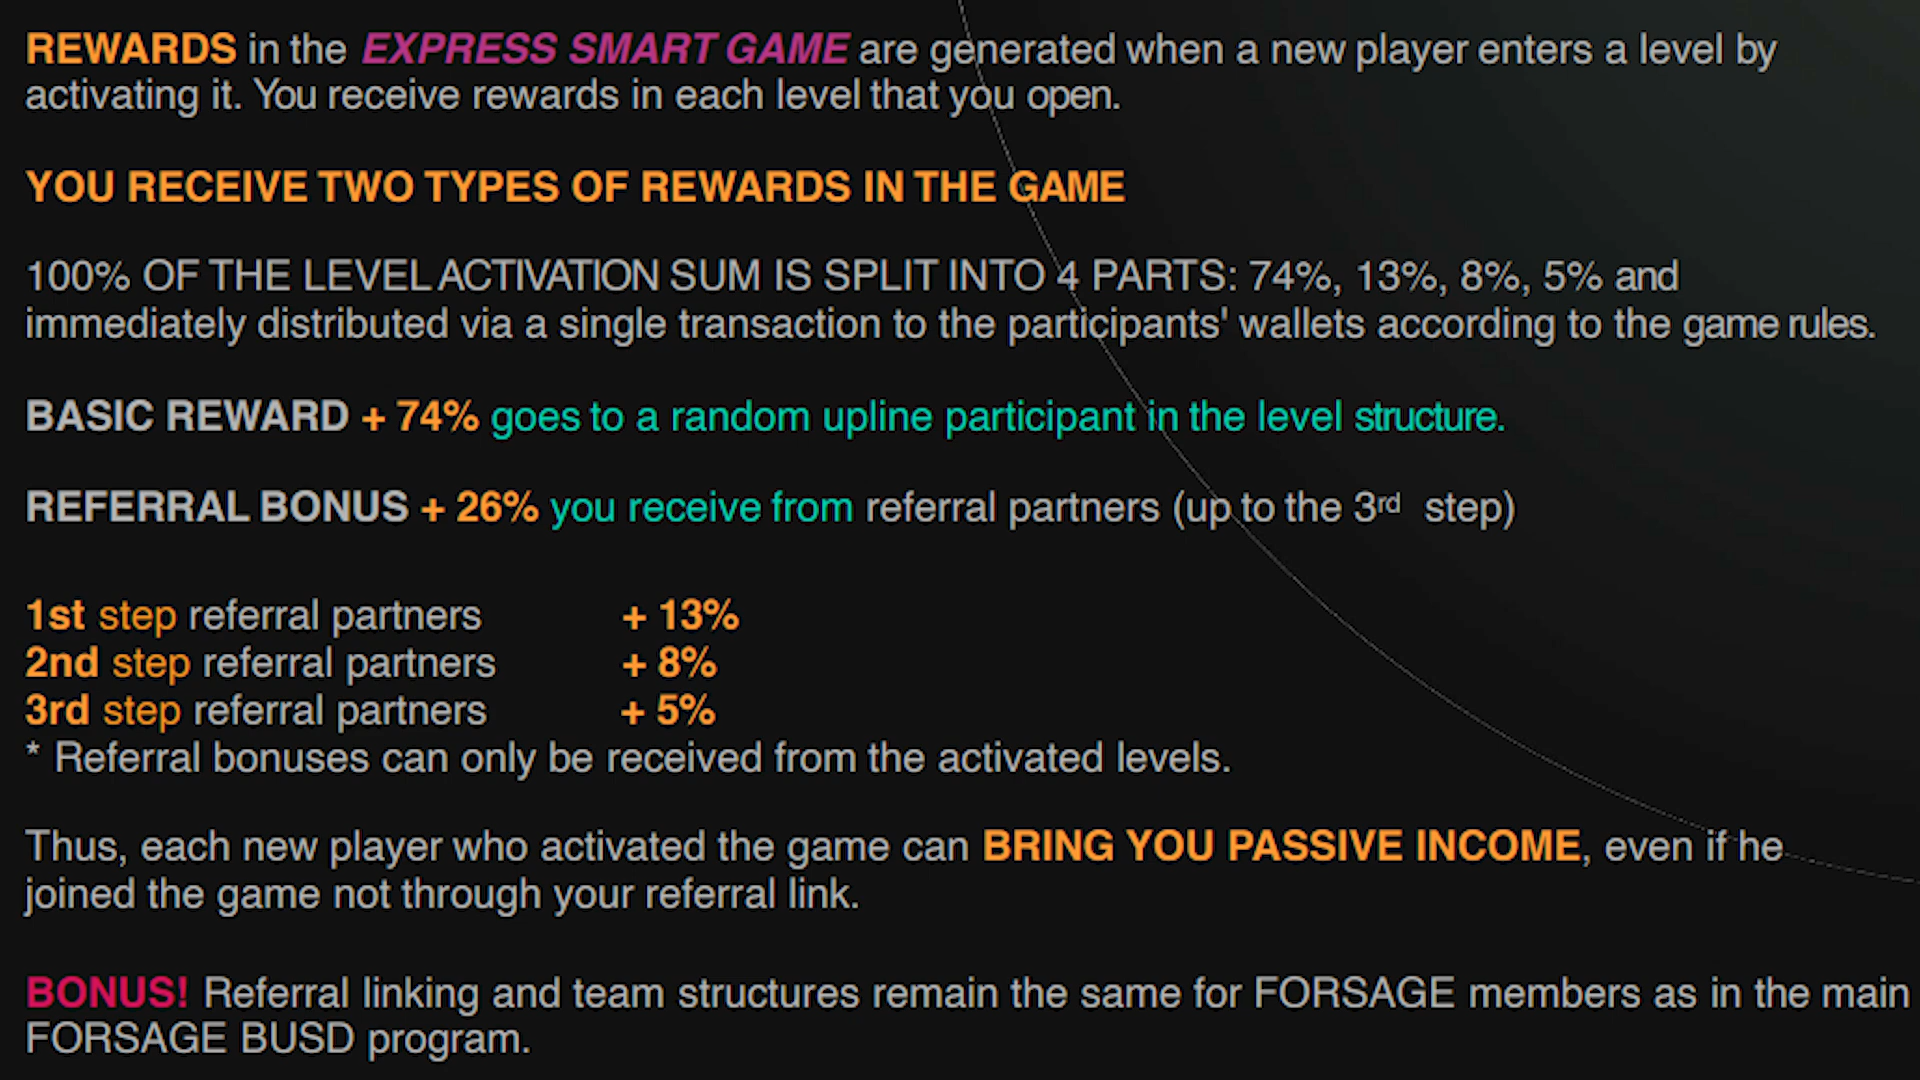 REWARDS in the EXPRESS SMART GAME are generated when a new player enters a level by
activating it. You receive rewards in each level that you open.
YOU RECEIVE TWO TYPES OF REWARDS IN THE GAME
100% OF THE LEVEL ACTIVATION SUM IS SPLIT INTO 4 PARTS: 74%, 13%, 8%, 5% and
immediately distributed via a single transaction to the participants' wallets according to the game rules.
BASIC REWARD + 74% goes to a random upline participant in the level structure.
REFERRAL BONUS + 26% you receive from referral partners (up to the 3rd step)
1st step referral partners + 13%
2nd step referral partners + 8%
3rd step referral partners + 5%
* Referral bonuses can only be received from the activated levels.
Thus, each new player who activated the game can BRING YOU PASSIVE INCOME, even if he
joined the game not through your referral link.
BONUS! Referral linking and team structures remain the same for FORSAGE members as in the main
FORSAGE BUSD program.